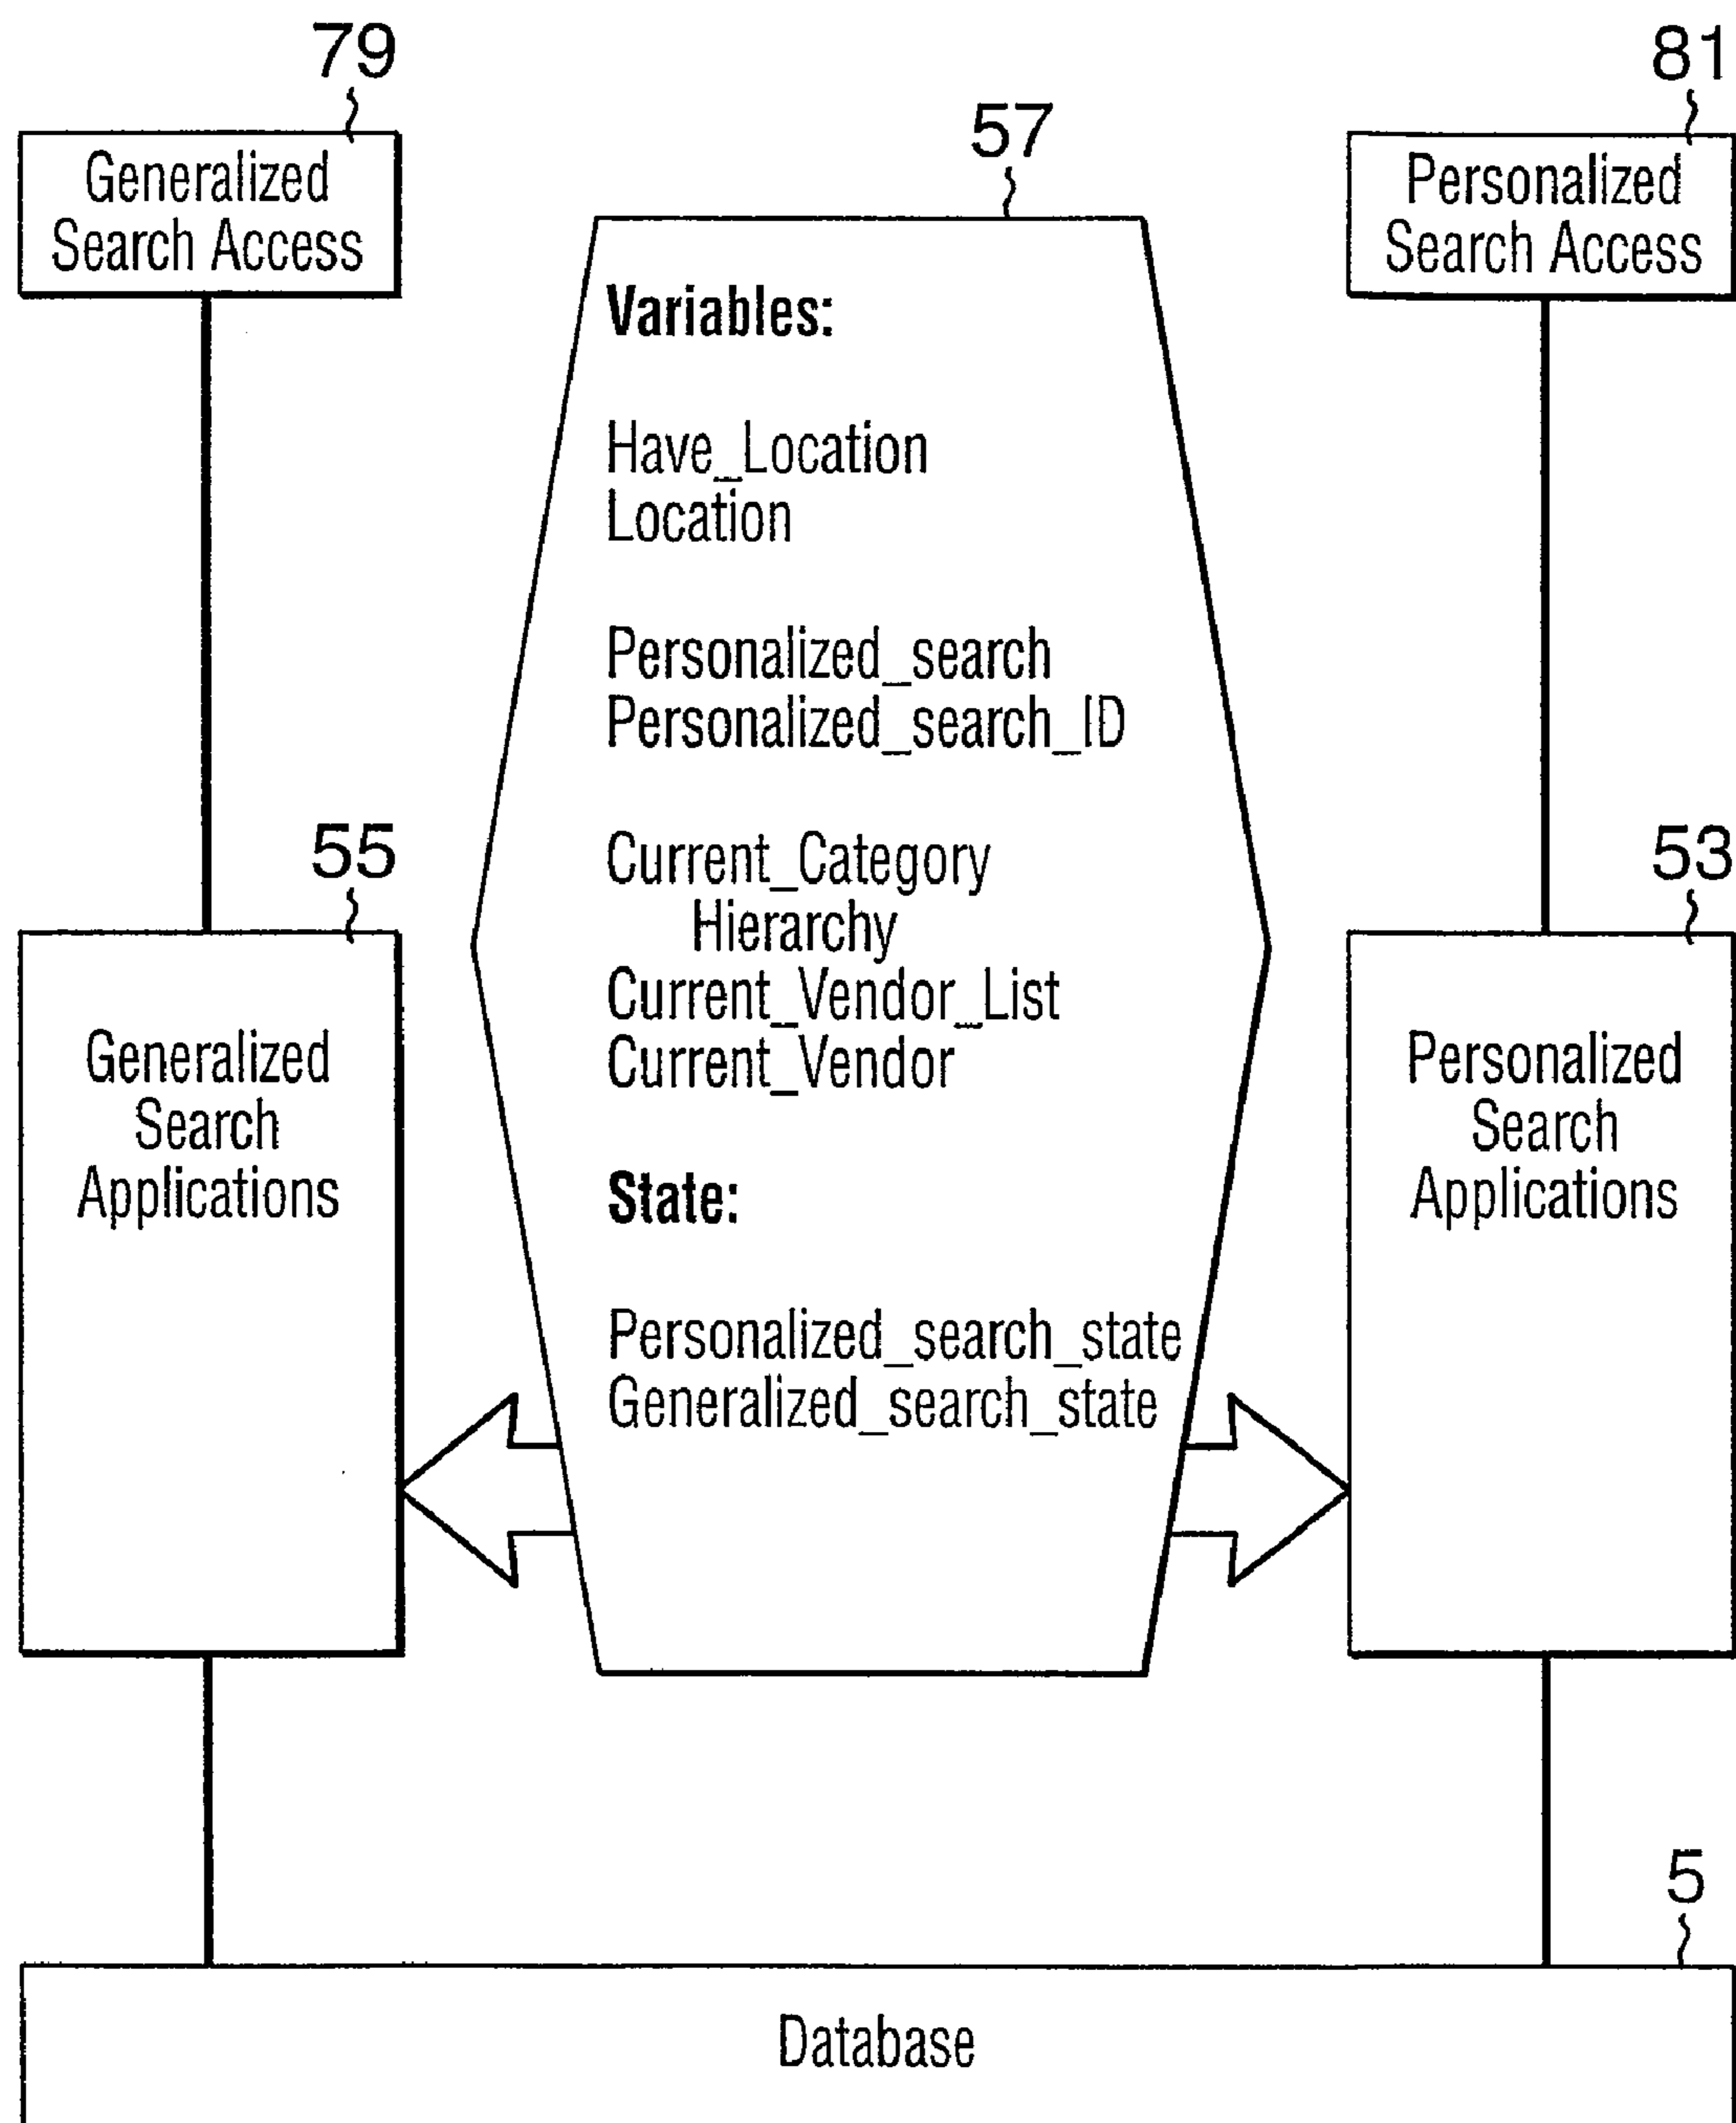 79
Generalized
Search Access
81
Personalized
Search Access
57
Variables:
Have_Location
Location
Personalized_search
Personalized_search_ID
Current_Category
Hierarchy
Current_Vendor_List
Current_Vendor
State:
Personalized_search_state
Generalized_search_state
55
Generalized
Search
Applications
53
Personalized
Search
Applications
5
Database